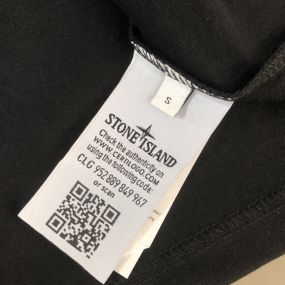 S
STONE ISLAND
Check the authenticity on
WWW.CERTILOGO.COM
using the following code:
CLG 952 889 849 967
or scan